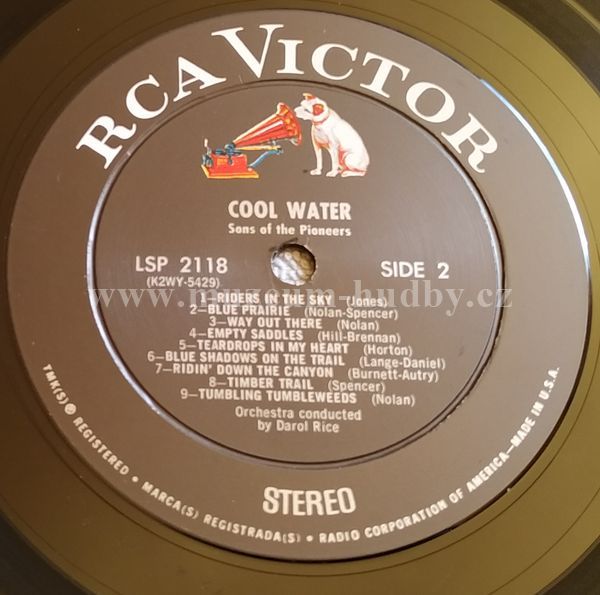 RCA VICTOR
COOL WATER
Sons of the Pioneers
LSP 2118
(K2WY-5429)
SIDE 2
www.muzeum-hudby.cz
1—RIDERS IN THE SKY (Jones)
2—BLUE PRAIRIE (Nolan-Spencer)
3—WAY OUT THERE (Nolan)
4—EMPTY SADDLES (Hill-Brennan)
5—TEARDROPS IN MY HEART (Horton)
6—BLUE SHADOWS ON THE TRAIL (Lange-Daniel)
7—RIDIN' DOWN THE CANYON (Burnett-Autry)
8—TIMBER TRAIL (Spencer)
9—TUMBLING TUMBLEWEEDS (Nolan)
Orchestra conducted
by Darol Rice
STEREO
TMK(S) ® REGISTERED • MARCA(S) REGISTRADA(S) • RADIO CORPORATION OF AMERICA—MADE IN U.S.A.